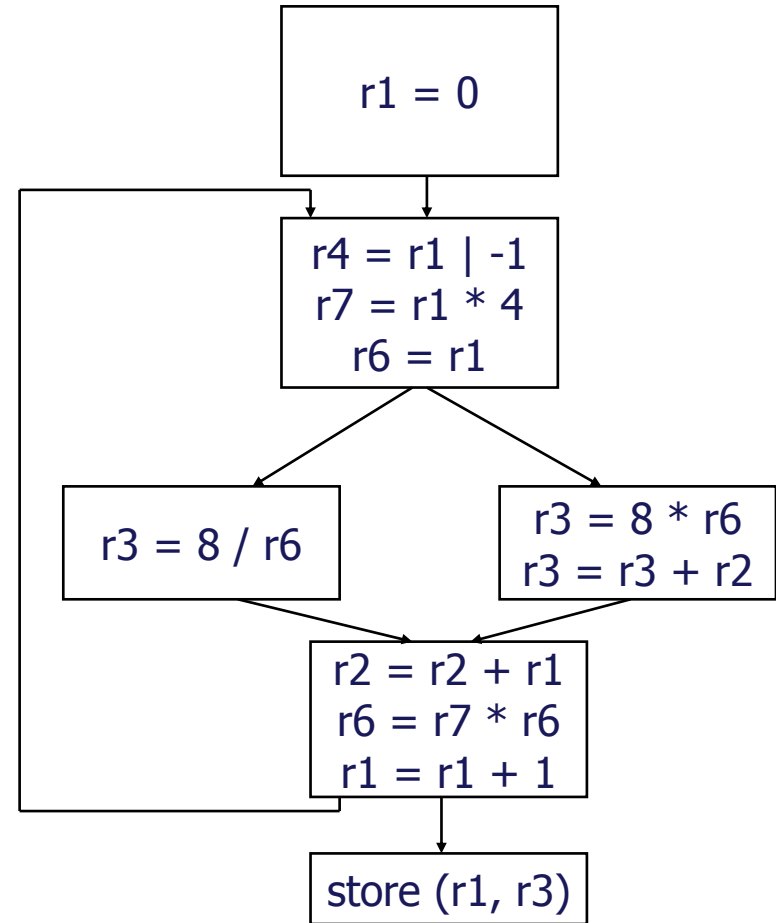 r1 = 0
r4 = r1 | -1
r7 = r1 * 4
r6 = r1
r3 = 8 / r6
r3 = 8 * r6
r3 = r3 + r2
r2 = r2 + r1
r6 = r7 * r6
r1 = r1 + 1
store (r1, r3)